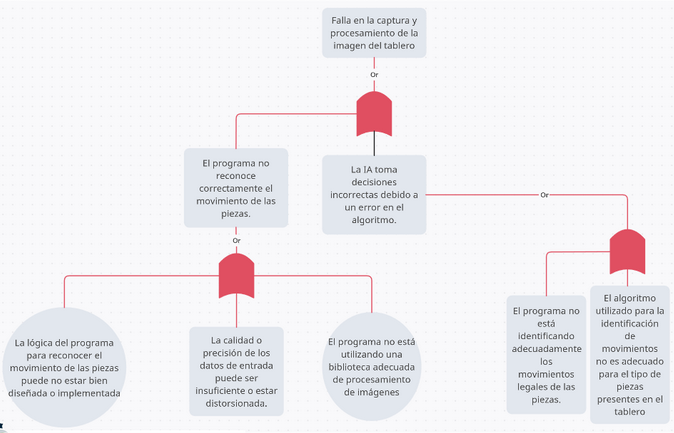 Falla en la captura y
procesamiento de la
imagen del tablero
Or
El programa no
reconoce
correctamente el
movimiento de las
piezas.
La IA toma
decisiones
incorrectas debido a
un error en el
algoritmo.
Or
Or
La lógica del programa
para reconocer el
movimiento de las piezas
puede no estar bien
diseñada o implementada
La calidad o
precisión de los
datos de entrada
puede ser
insuficiente o estar
distorsionada.
El programa no está
utilizando una
biblioteca adecuada
de procesamiento
de imágenes
El programa no
está
identificando
adecuadamente
los
movimientos
legales de las
piezas.
El algoritmo
utilizado para la
identificación
de
movimientos
no es adecuado
para el tipo de
piezas
presentes en el
tablero